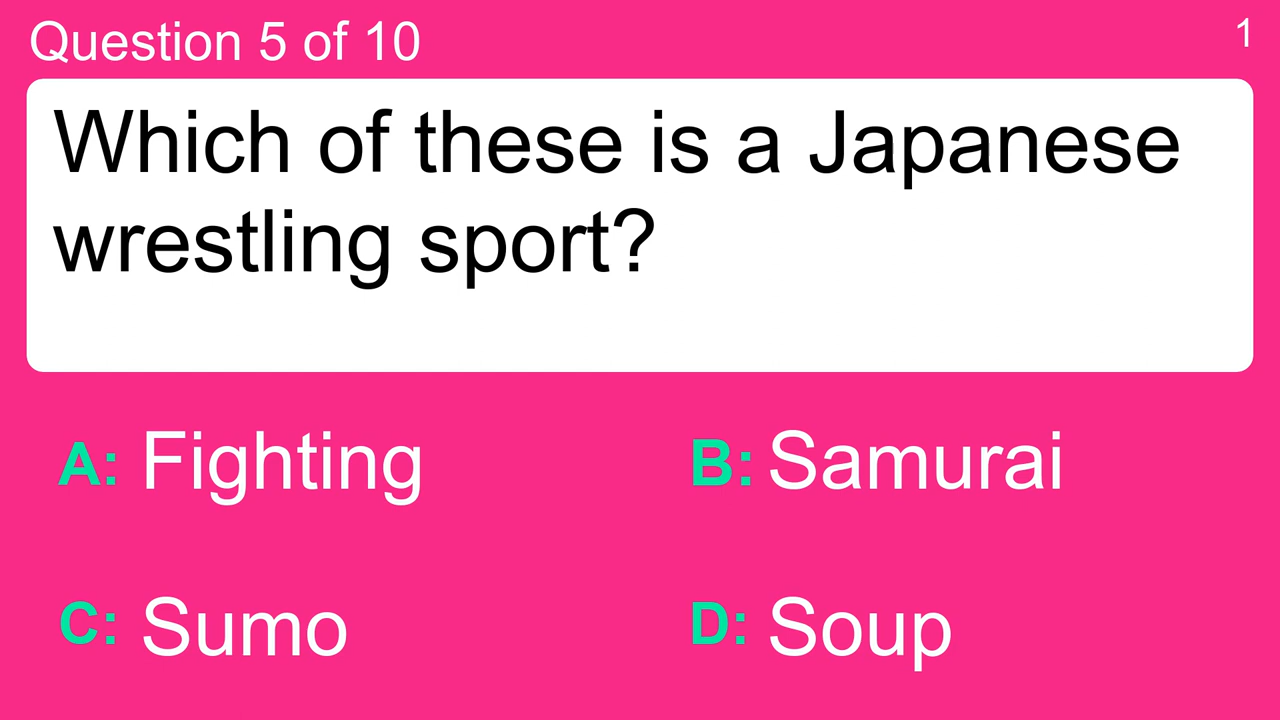 Question 5 of 10
1
Which of these is a Japanese
wrestling sport?
A: Fighting
B: Samurai
C: Sumo
D: Soup